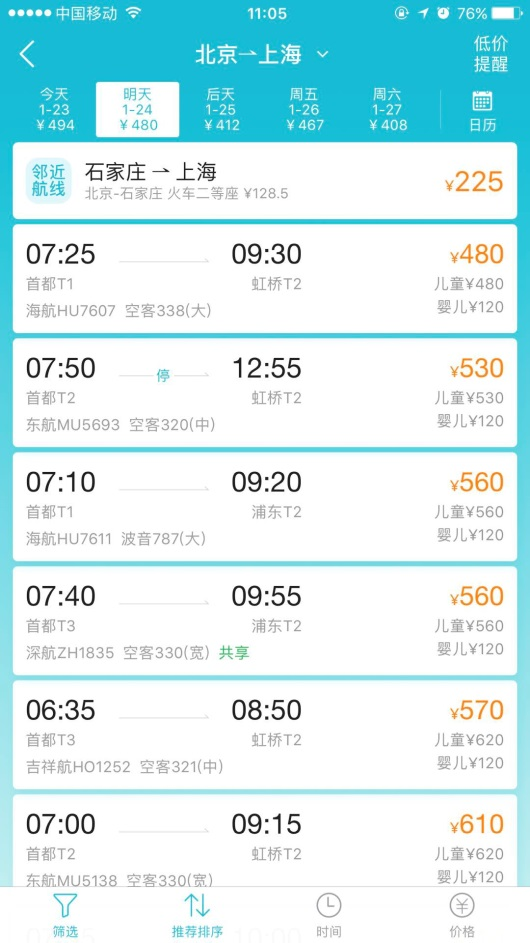 中国移动 11:05 76%
北京 上海
低价
提醒
今天 明天 后天 周五 周六
1-23 1-24 1-25 1-26 1-27
¥494 ¥480 ¥412 ¥467 ¥408 日历
邻近
航线
石家庄 → 上海
北京-石家庄 火车二等座 ¥128.5
¥225
07:25 09:30 ¥480
首都T1 虹桥T2 儿童¥480
海航HU7607 空客338(大) 婴儿¥120
07:50 停 12:55 ¥530
首都T2 虹桥T2 儿童¥530
东航MU5693 空客320(中) 婴儿¥120
07:10 09:20 ¥560
首都T1 浦东T2 儿童¥560
海航HU7611 波音787(大) 婴儿¥120
07:40 09:55 ¥560
首都T3 浦东T2 儿童¥560
深航ZH1835 空客330(宽) 共享 婴儿¥120
06:35 08:50 ¥570
首都T3 虹桥T2 儿童¥620
吉祥航HO1252 空客321(中) 婴儿¥120
07:00 09:15 ¥610
首都T2 虹桥T2 儿童¥620
东航MU5138 空客330(宽) 婴儿¥120
筛选 推荐排序 时间 价格